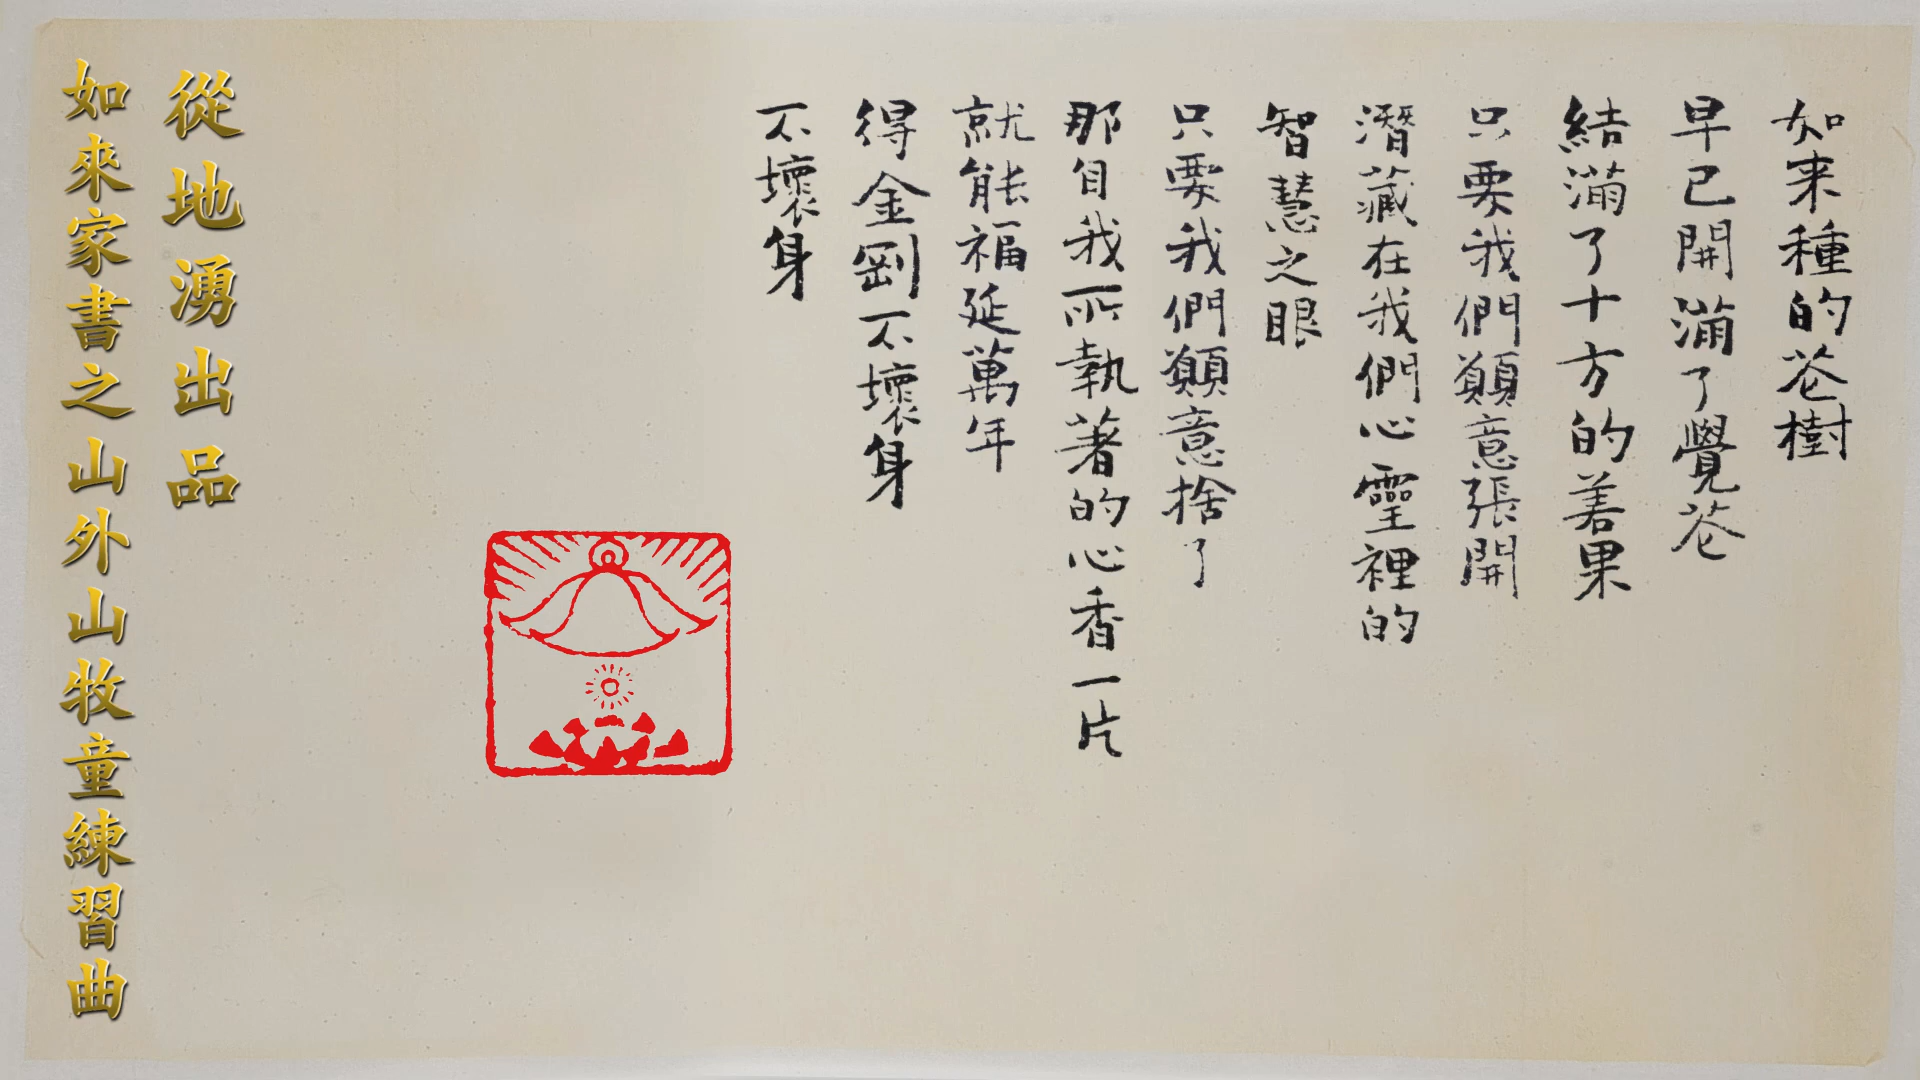 如来種的花樹
早已開滿了覺花
結滿了十方的善果
只要我們願意張開
潛藏在我們心靈裡的
智慧之眼
只要我們願意捨了
那自我所執著的心香一片
就能福延萬年
得金剛不壞身
不壞身
從地湧出品
如來家書之山外山牧童練習曲